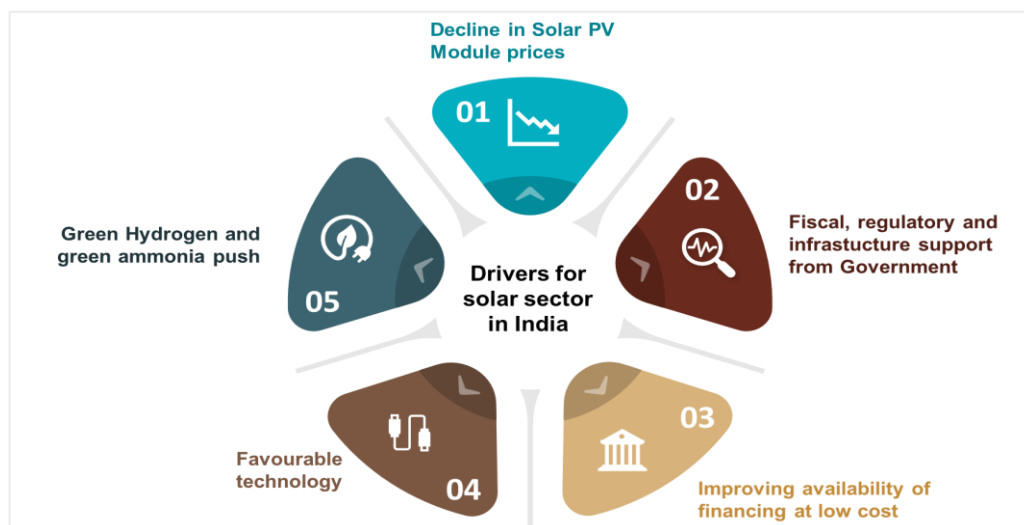 Decline in Solar PV
Module prices
01
02
Fiscal, regulatory and
infrastucture support
from Government
Green Hydrogen and
green ammonia push
05
Drivers for
solar sector
in India
03
Improving availability of
financing at low cost
Favourable
technology
04